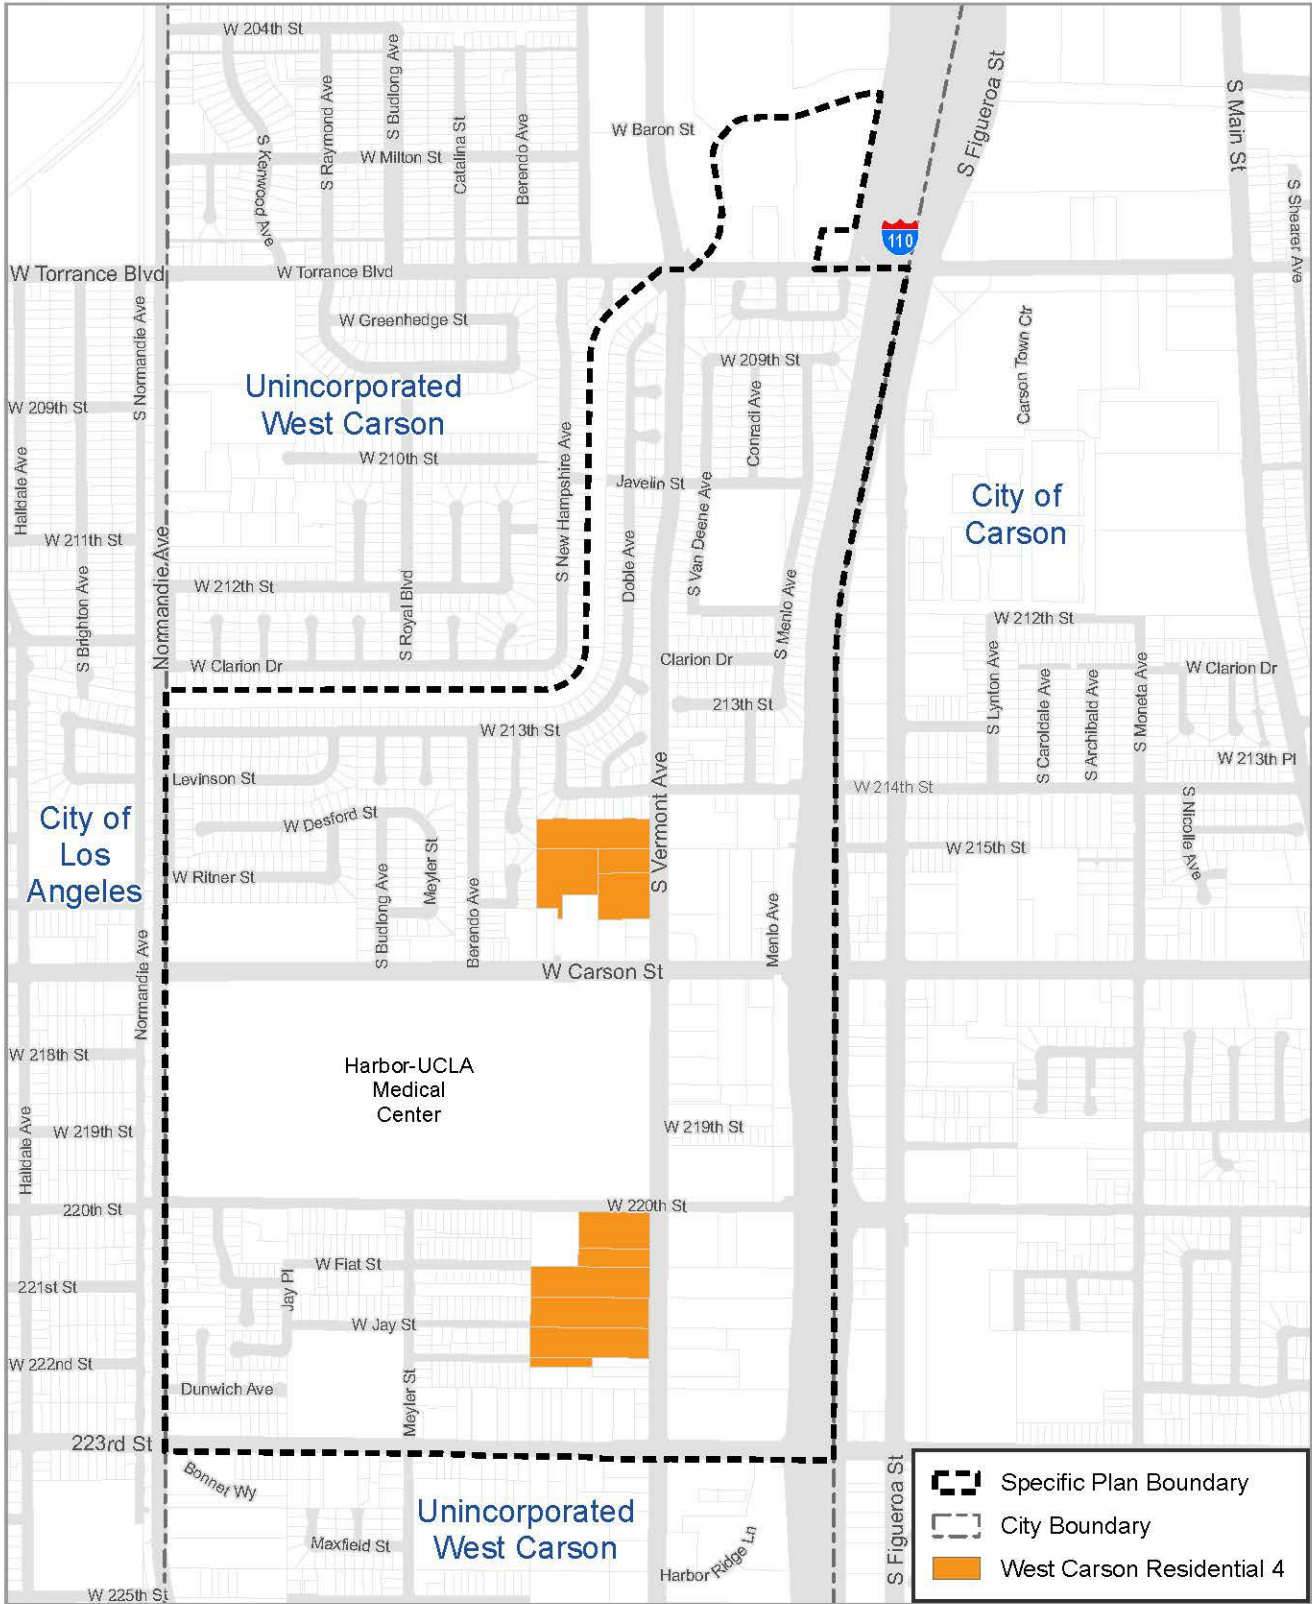 W 204th St
S Kenwood Ave
S Raymond Ave
S Budlong Ave
Catalina St
Berendo Ave
W Milton St
W Baron St
S Figueroa St
S Main St
S Shearer Ave
110
W Torrance Blvd
W Torrance Blvd
S Normandie Ave
W Greenhedge St
W 209th St
Conradi Ave
Carson Town Ctr
Unincorporated
West Carson
W 209th St
Halldale Ave
W 210th St
S New Hampshire Ave
Javelin St
S Van Deene Ave
City of
Carson
W 211th St
Normandie Ave
S Brighton Ave
W 212th St
S Royal Blvd
Doble Ave
S Menlo Ave
W 212th St
W Clarion Dr
Clarion Dr
W Clarion Dr
S Lynton Ave
S Caroldale Ave
S Archibald Ave
S Moneta Ave
213th St
W 213th St
W 213th Pl
Levinson St
S Vermont Ave
W 214th St
S Nicolle Ave
City of
Los
Angeles
W Desford St
Meyler St
W 215th St
W Ritner St
S Budlong Ave
Berendo Ave
Menlo Ave
Normandie Ave
W Carson St
W 218th St
Harbor-UCLA
Medical
Center
Halldale Ave
W 219th St
W 219th St
220th St
W 220th St
W Fiat St
221st St
Jay Pl
W Jay St
W 222nd St
Dunwich Ave
Meyler St
223rd St
Bonnet Wy
Unincorporated
West Carson
Maxfield St
Harbor Ridge Ln
S Figueroa St
W 225th St
Specific Plan Boundary
City Boundary
West Carson Residential 4